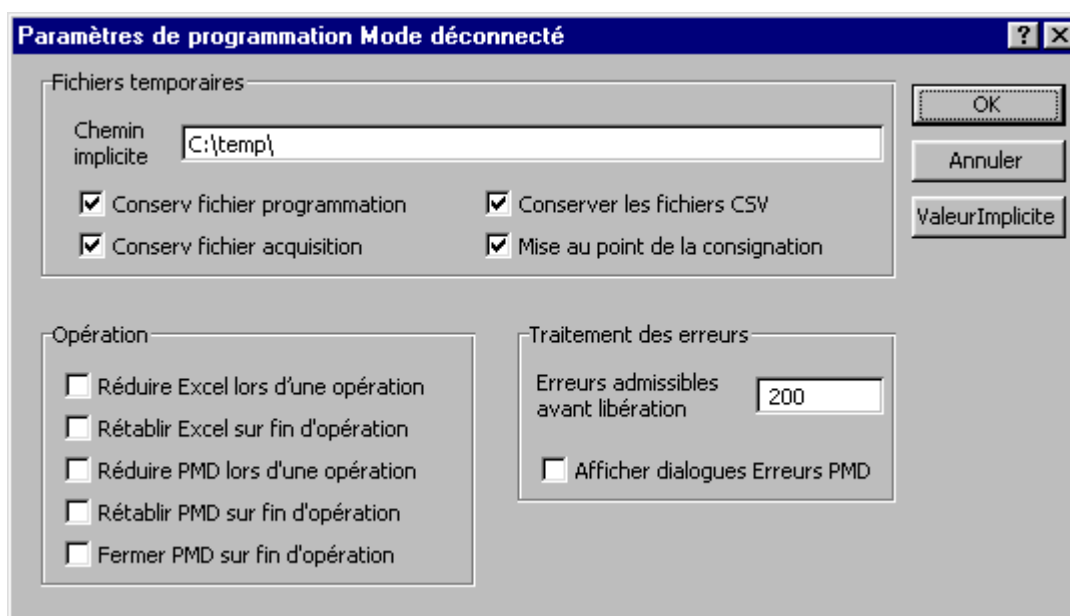 Paramètres de programmation Mode déconnecté
Fichiers temporaires
OK
Chemin
implicite
C:\temp\
Annuler
Conserv fichier programmation
Conserver les fichiers CSV
ValeurImplicite
Conserv fichier acquisition
Mise au point de la consignation
Opération
Réduire Excel lors d'une opération
Rétablir Excel sur fin d'opération
Réduire PMD lors d'une opération
Rétablir PMD sur fin d'opération
Fermer PMD sur fin d'opération
Traitement des erreurs
Erreurs admissibles
avant libération
200
Afficher dialogues Erreurs PMD